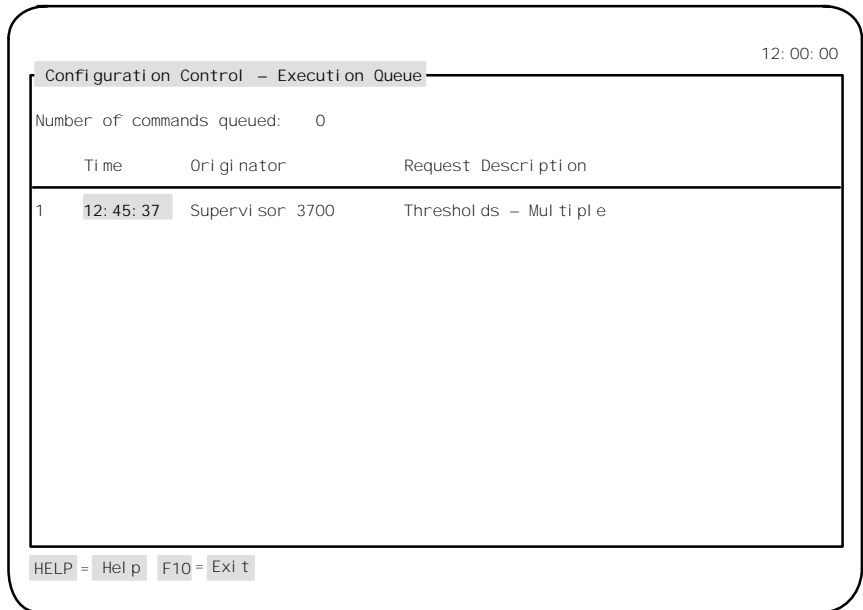 12:00:00
Configuration Control – Execution Queue
Number of commands queued: 0
Time Originator Request Description
1 12:45:37 Supervisor 3700 Thresholds – Multiple
HELP = Help F10 = Exit